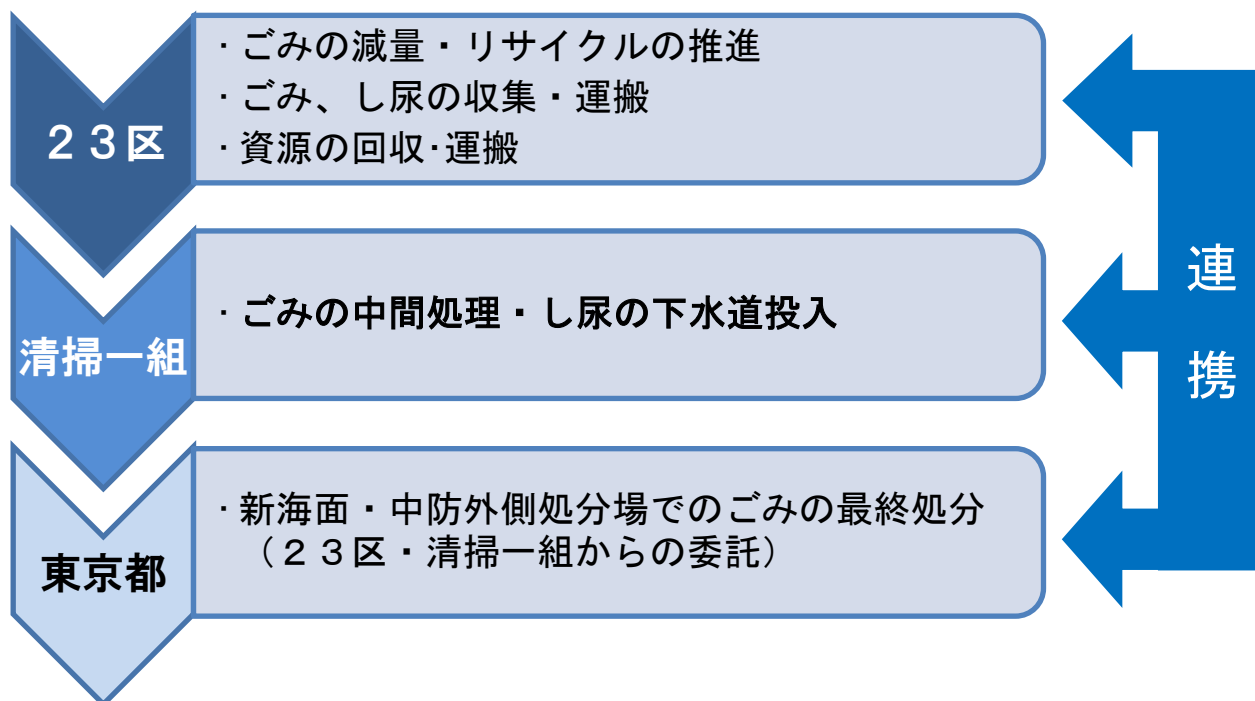 ２３区
・ごみの減量・リサイクルの推進
・ごみ、し尿の収集・運搬
・資源の回収・運搬
清掃一組
・ごみの中間処理・し尿の下水道投入
東京都
・新海面・中防外側処分場でのごみの最終処分
（２３区・清掃一組からの委託）
連携